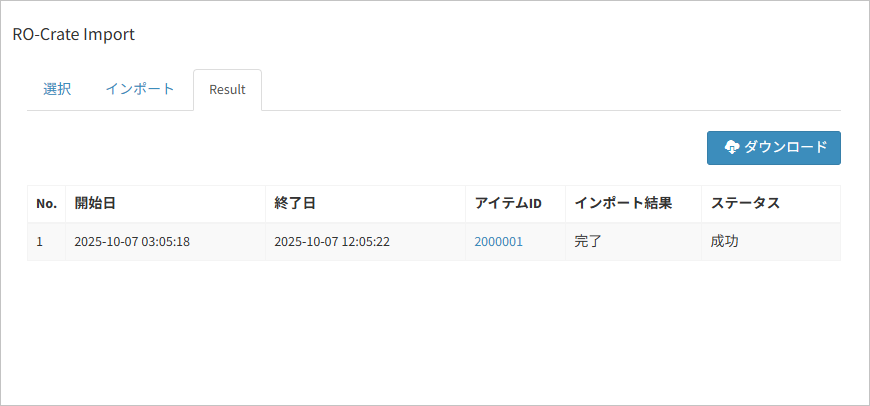 RO-Crate Import
選択 インポート Result
ダウンロード
No. 開始日 終了日 アイテムID インポート結果 ステータス
1 2025-10-07 03:05:18 2025-10-07 12:05:22 2000001 完了 成功